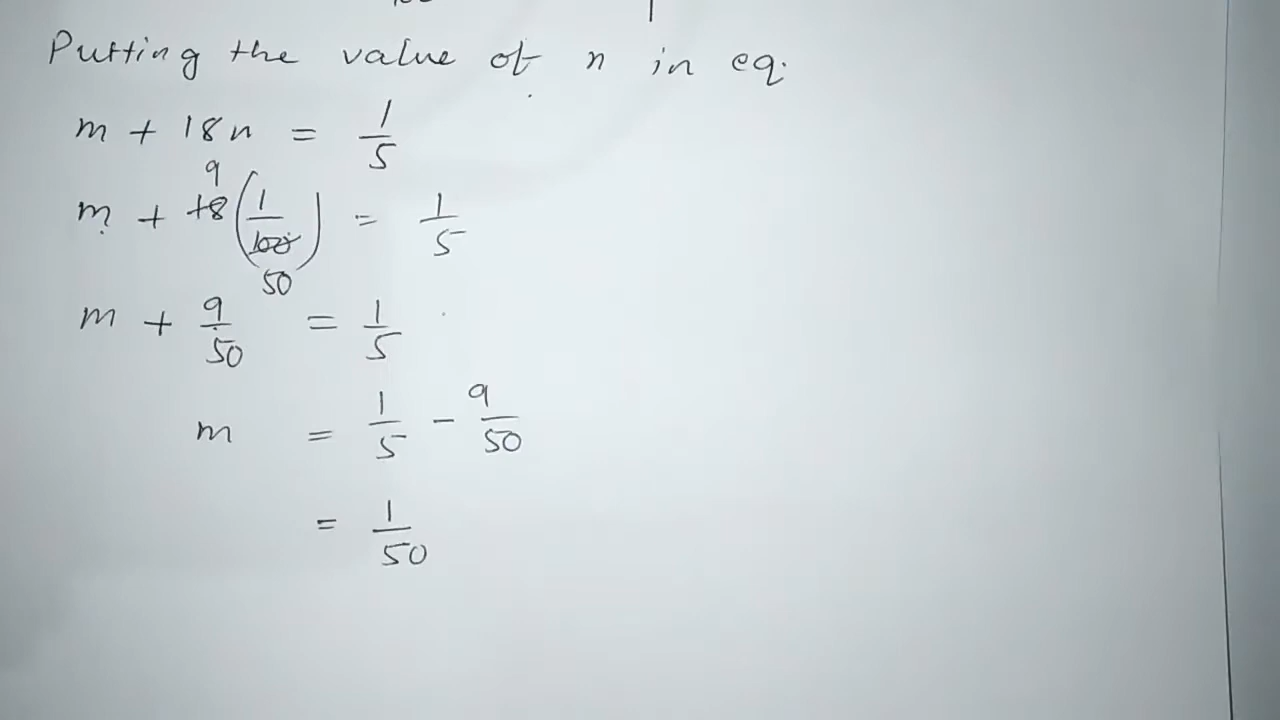 Putting the value of n in eq.
m + 18n = 1/5
m + 18(1/100) = 1/5
9
50
m + 9/50 = 1/5
m = 1/5 - 9/50
= 1/50